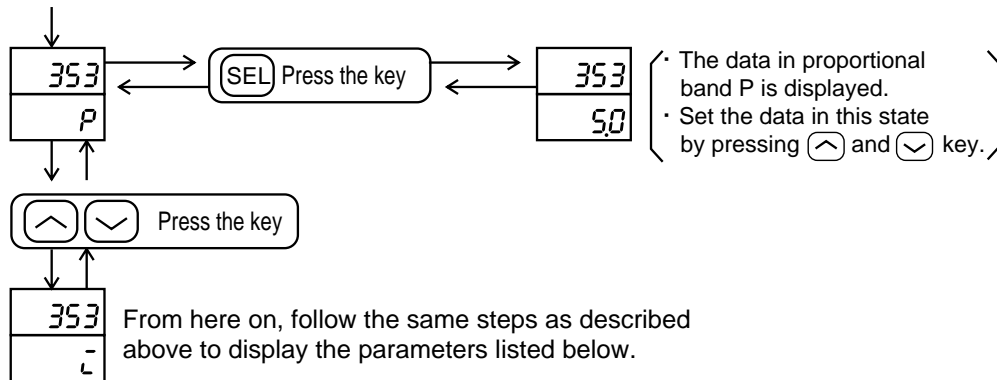 353
P
SEL Press the key
353
5.0
· The data in proportional
band P is displayed.
· Set the data in this state
by pressing and key.
Press the key
353
i
From here on, follow the same steps as described
above to display the parameters listed below.